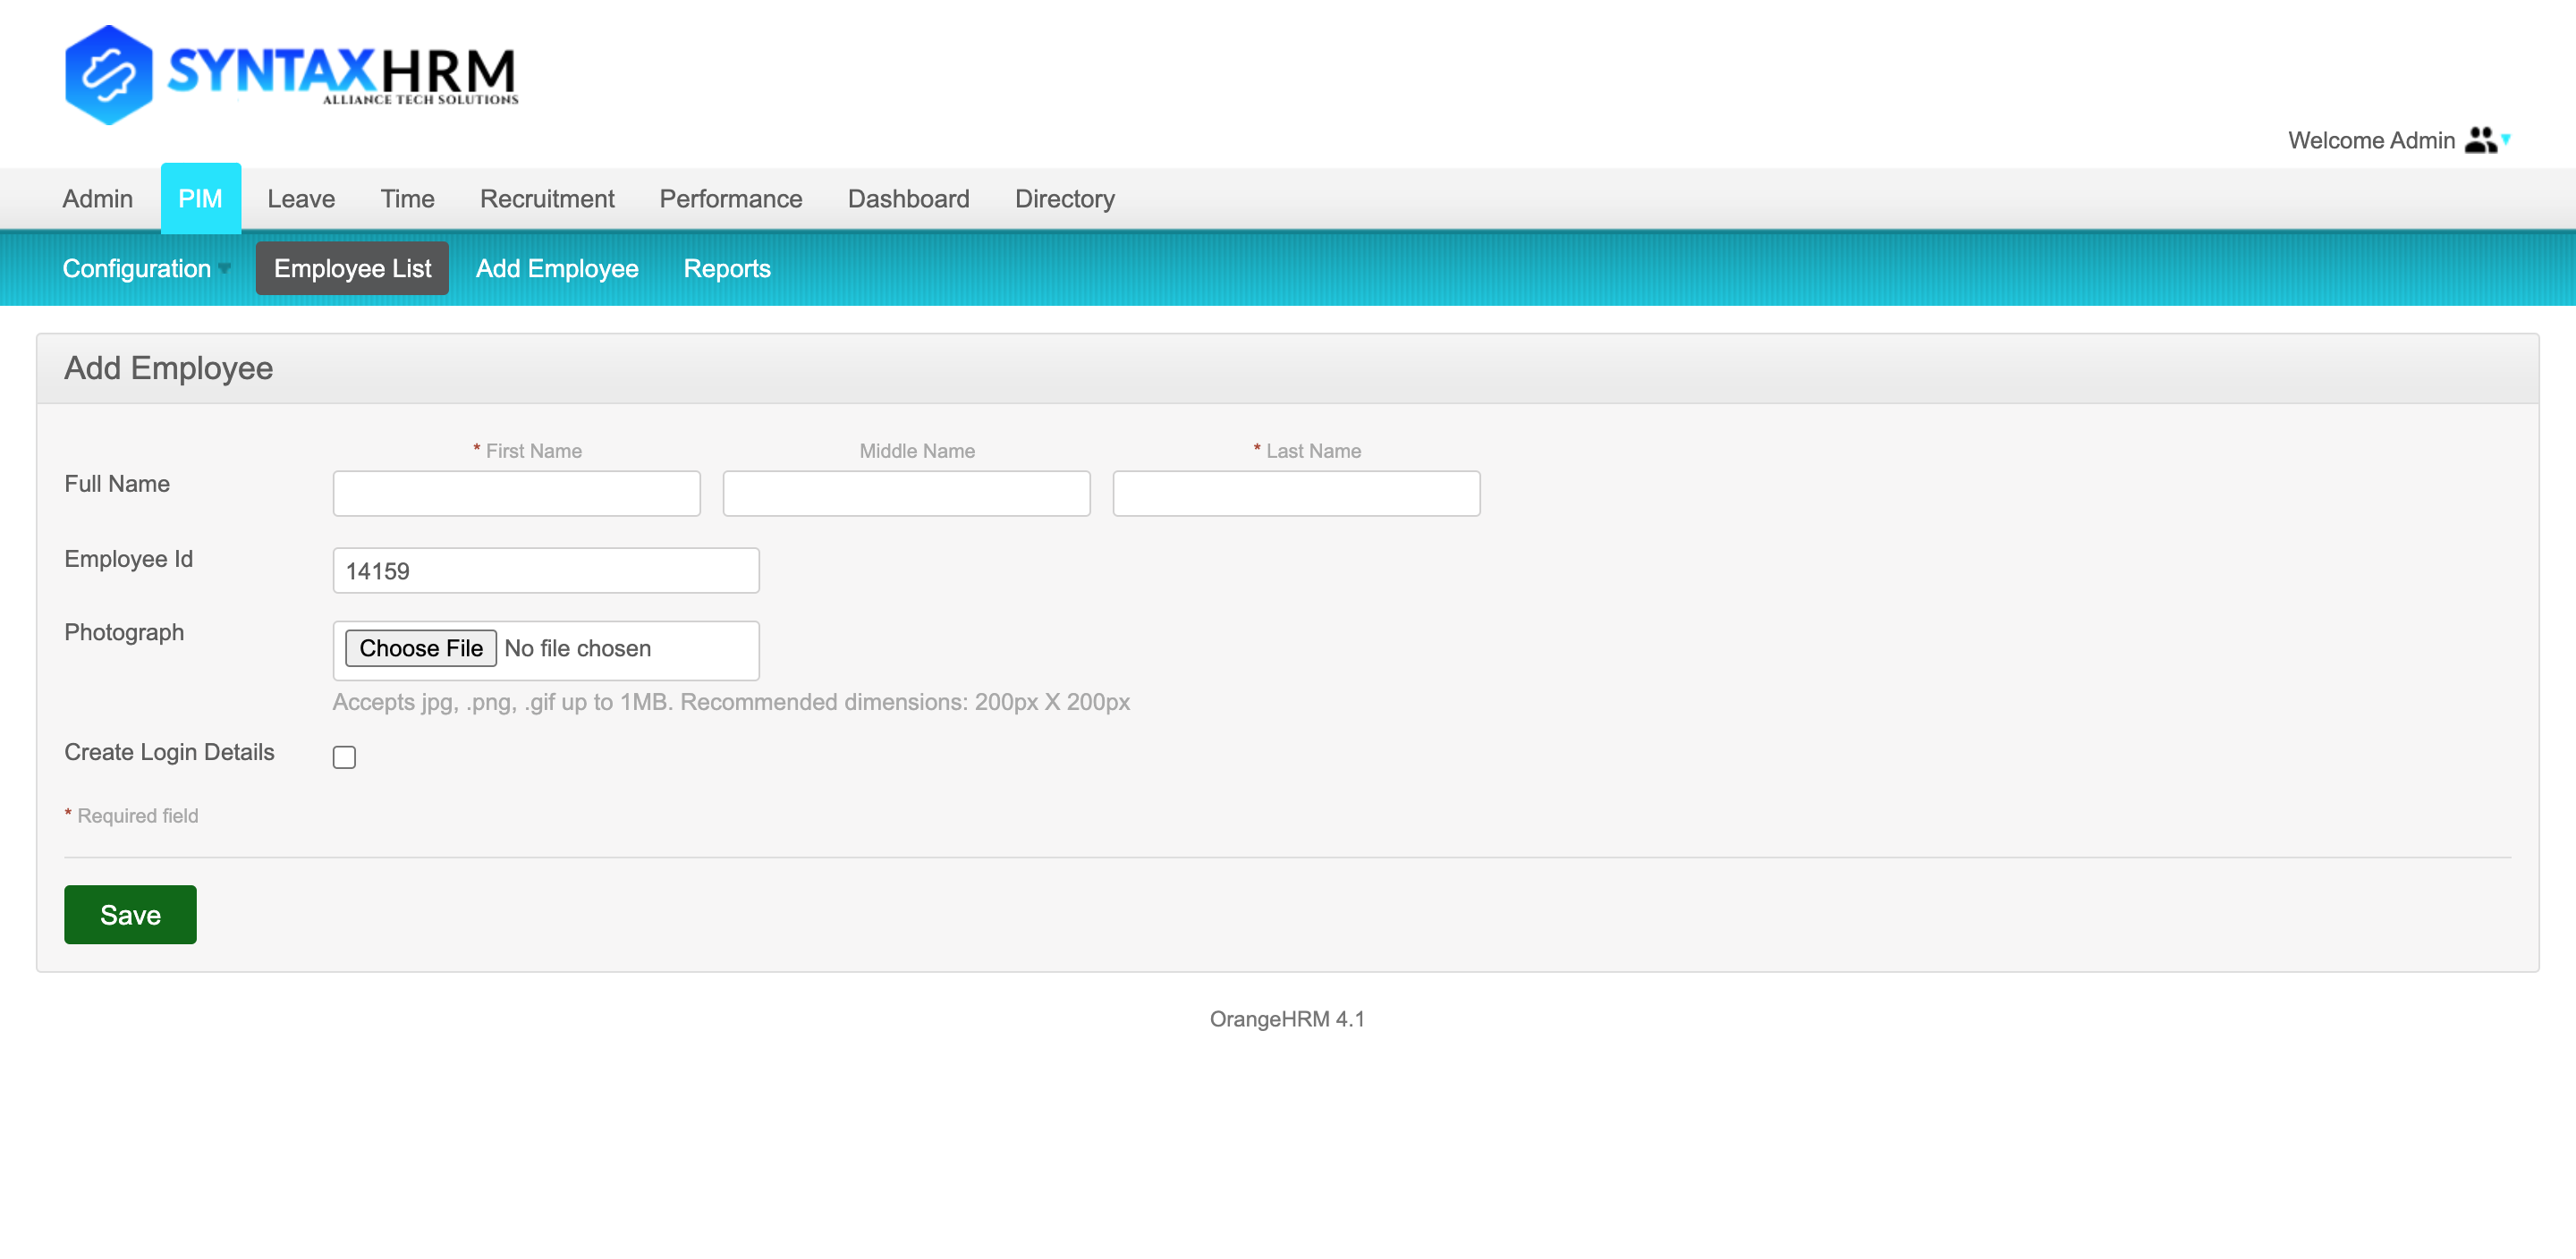 SYNTAXHRM
ALLIANCE TECH SOLUTIONS
Welcome Admin
Admin PIM Leave Time Recruitment Performance Dashboard Directory
Configuration Employee List Add Employee Reports
Add Employee
* First Name Middle Name * Last Name
Full Name
Employee Id 14159
Photograph Choose File No file chosen
Accepts jpg, .png, .gif up to 1MB. Recommended dimensions: 200px X 200px
Create Login Details
* Required field
Save
OrangeHRM 4.1